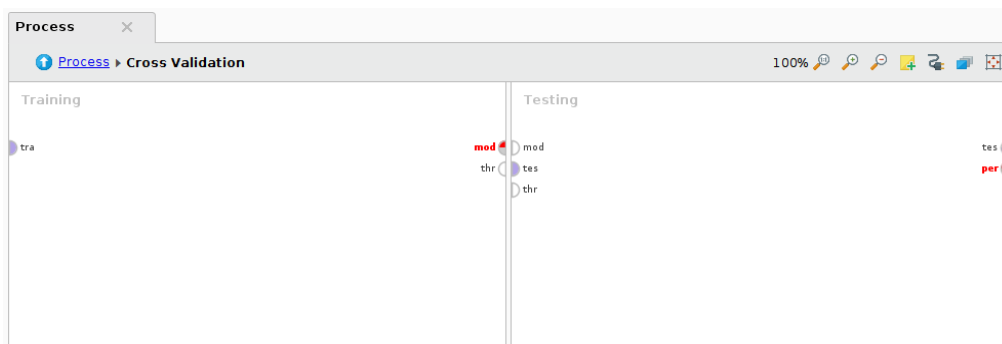 Process
Process ▸ Cross Validation 100%
Training Testing
tra mod mod tes
thr tes per
thr